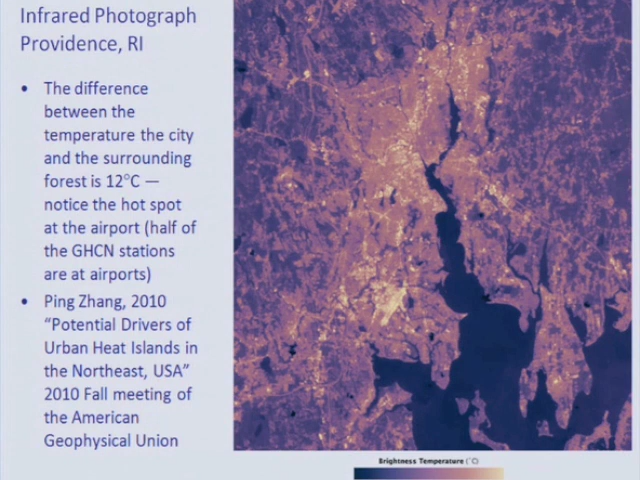 Infrared Photograph
Providence, RI
• The difference
between the
temperature the city
and the surrounding
forest is 12°C —
notice the hot spot
at the airport (half of
the GHCN stations
are at airports)
• Ping Zhang, 2010
“Potential Drivers of
Urban Heat Islands in
the Northeast, USA”
2010 Fall meeting of
the American
Geophysical Union
Brightness Temperature (°C)